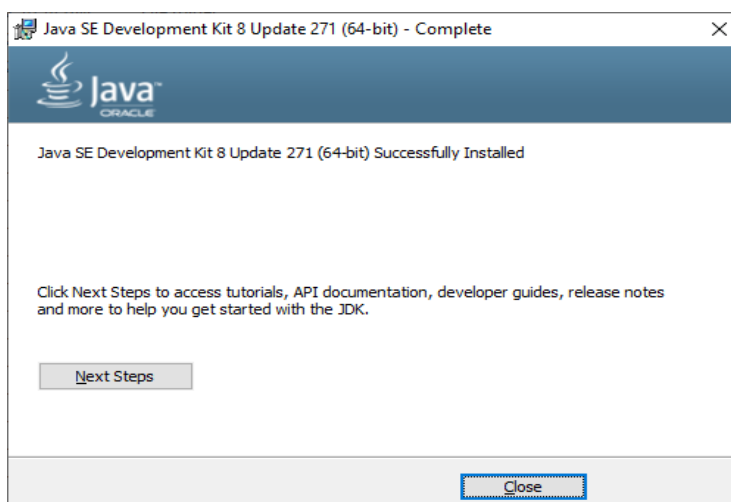 Java SE Development Kit 8 Update 271 (64-bit) - Complete
Java™
ORACLE
Java SE Development Kit 8 Update 271 (64-bit) Successfully Installed
Click Next Steps to access tutorials, API documentation, developer guides, release notes
and more to help you get started with the JDK.
Next Steps
Close